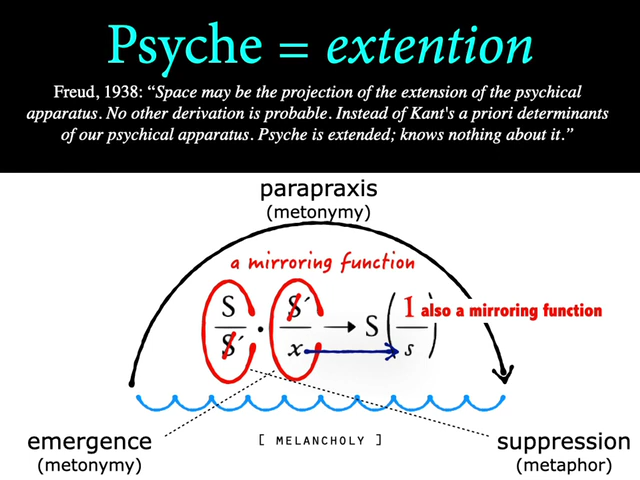 Psyche = extention
Freud, 1938: “Space may be the projection of the extension of the psychical
apparatus. No other derivation is probable. Instead of Kant's a priori determinants
of our psychical apparatus. Psyche is extended; knows nothing about it.”
parapraxis
(metonymy)
a mirroring function
S S′ 1 also a mirroring function
· → S ( )
S′ x s
emergence [ MELANCHOLY ] suppression
(metonymy) (metaphor)